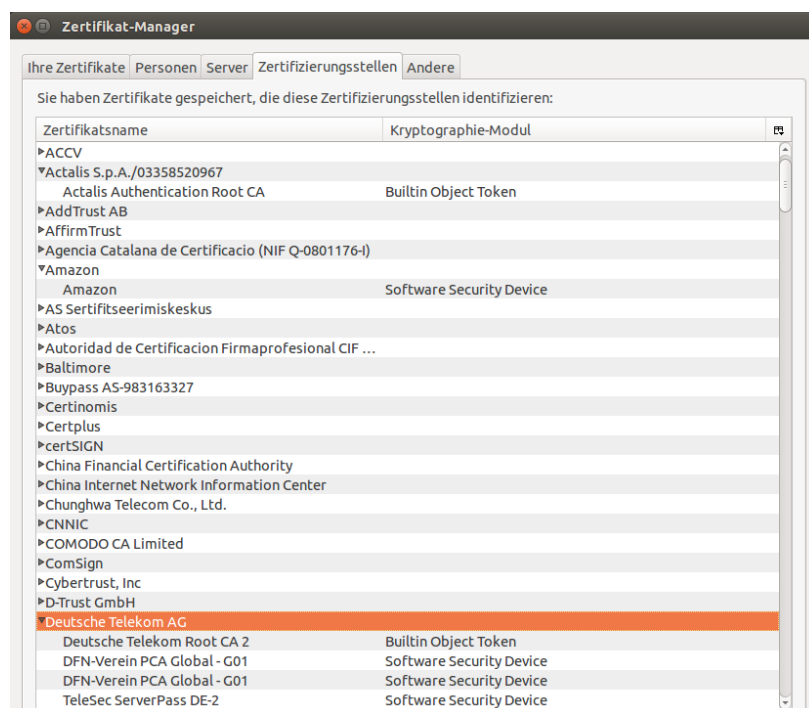 Zertifikat-Manager
Ihre Zertifikate Personen Server Zertifizierungsstellen Andere
Sie haben Zertifikate gespeichert, die diese Zertifizierungsstellen identifizieren:
Zertifikatsname Kryptographie-Modul
ACCV
Actalis S.p.A./03358520967
Actalis Authentication Root CA Builtin Object Token
AddTrust AB
AffirmTrust
Agencia Catalana de Certificacio (NIF Q-0801176-I)
Amazon
Amazon Software Security Device
AS Sertifitseerimiskeskus
Atos
Autoridad de Certificacion Firmaprofesional CIF ...
Baltimore
Buypass AS-983163327
Certinomis
Certplus
certSIGN
China Financial Certification Authority
China Internet Network Information Center
Chunghwa Telecom Co., Ltd.
CNNIC
COMODO CA Limited
ComSign
Cybertrust, Inc
D-Trust GmbH
Deutsche Telekom AG
Deutsche Telekom Root CA 2 Builtin Object Token
DFN-Verein PCA Global - G01 Software Security Device
DFN-Verein PCA Global - G01 Software Security Device
TeleSec ServerPass DE-2 Software Security Device